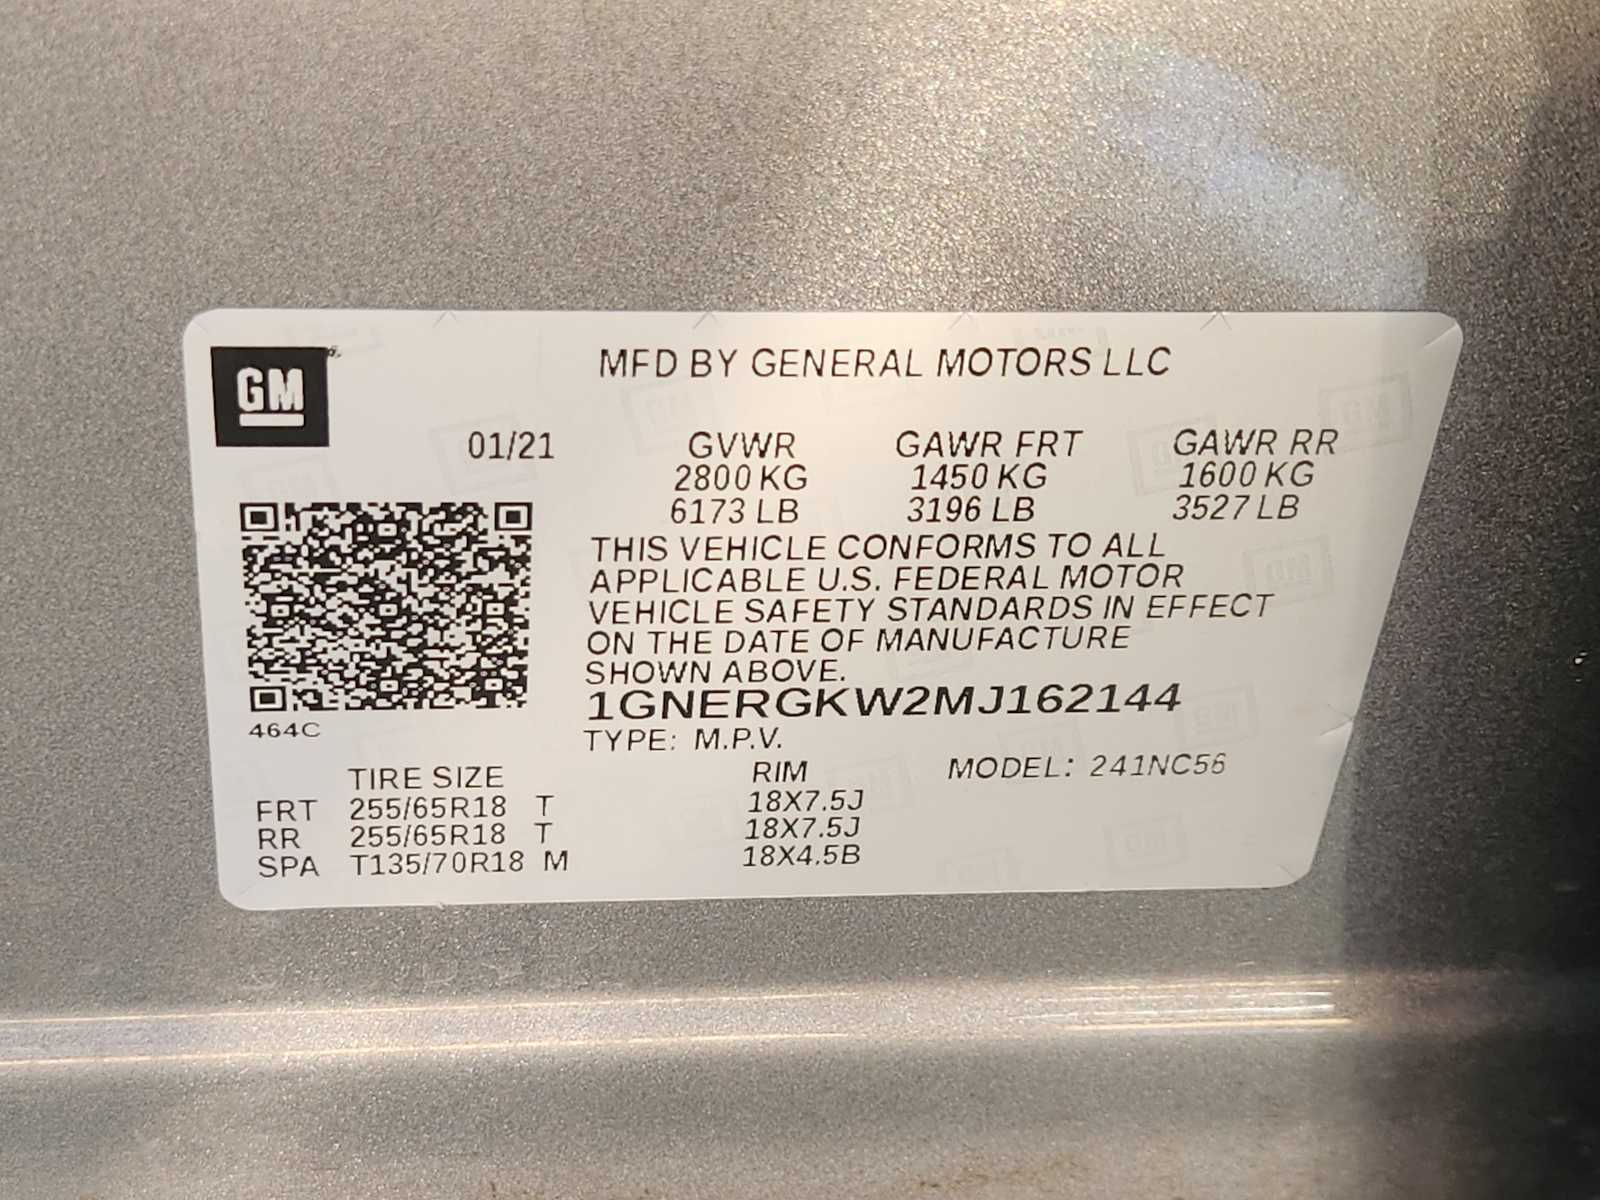 GM
MFD BY GENERAL MOTORS LLC
01/21 GVWR GAWR FRT GAWR RR
2800 KG 1450 KG 1600 KG
6173 LB 3196 LB 3527 LB
THIS VEHICLE CONFORMS TO ALL
APPLICABLE U.S. FEDERAL MOTOR
VEHICLE SAFETY STANDARDS IN EFFECT
ON THE DATE OF MANUFACTURE
SHOWN ABOVE.
1GNERGKW2MJ162144
464C
TYPE: M.P.V.
TIRE SIZE RIM MODEL: 241NC56
FRT 255/65R18 T 18X7.5J
RR 255/65R18 T 18X7.5J
SPA T135/70R18 M 18X4.5B